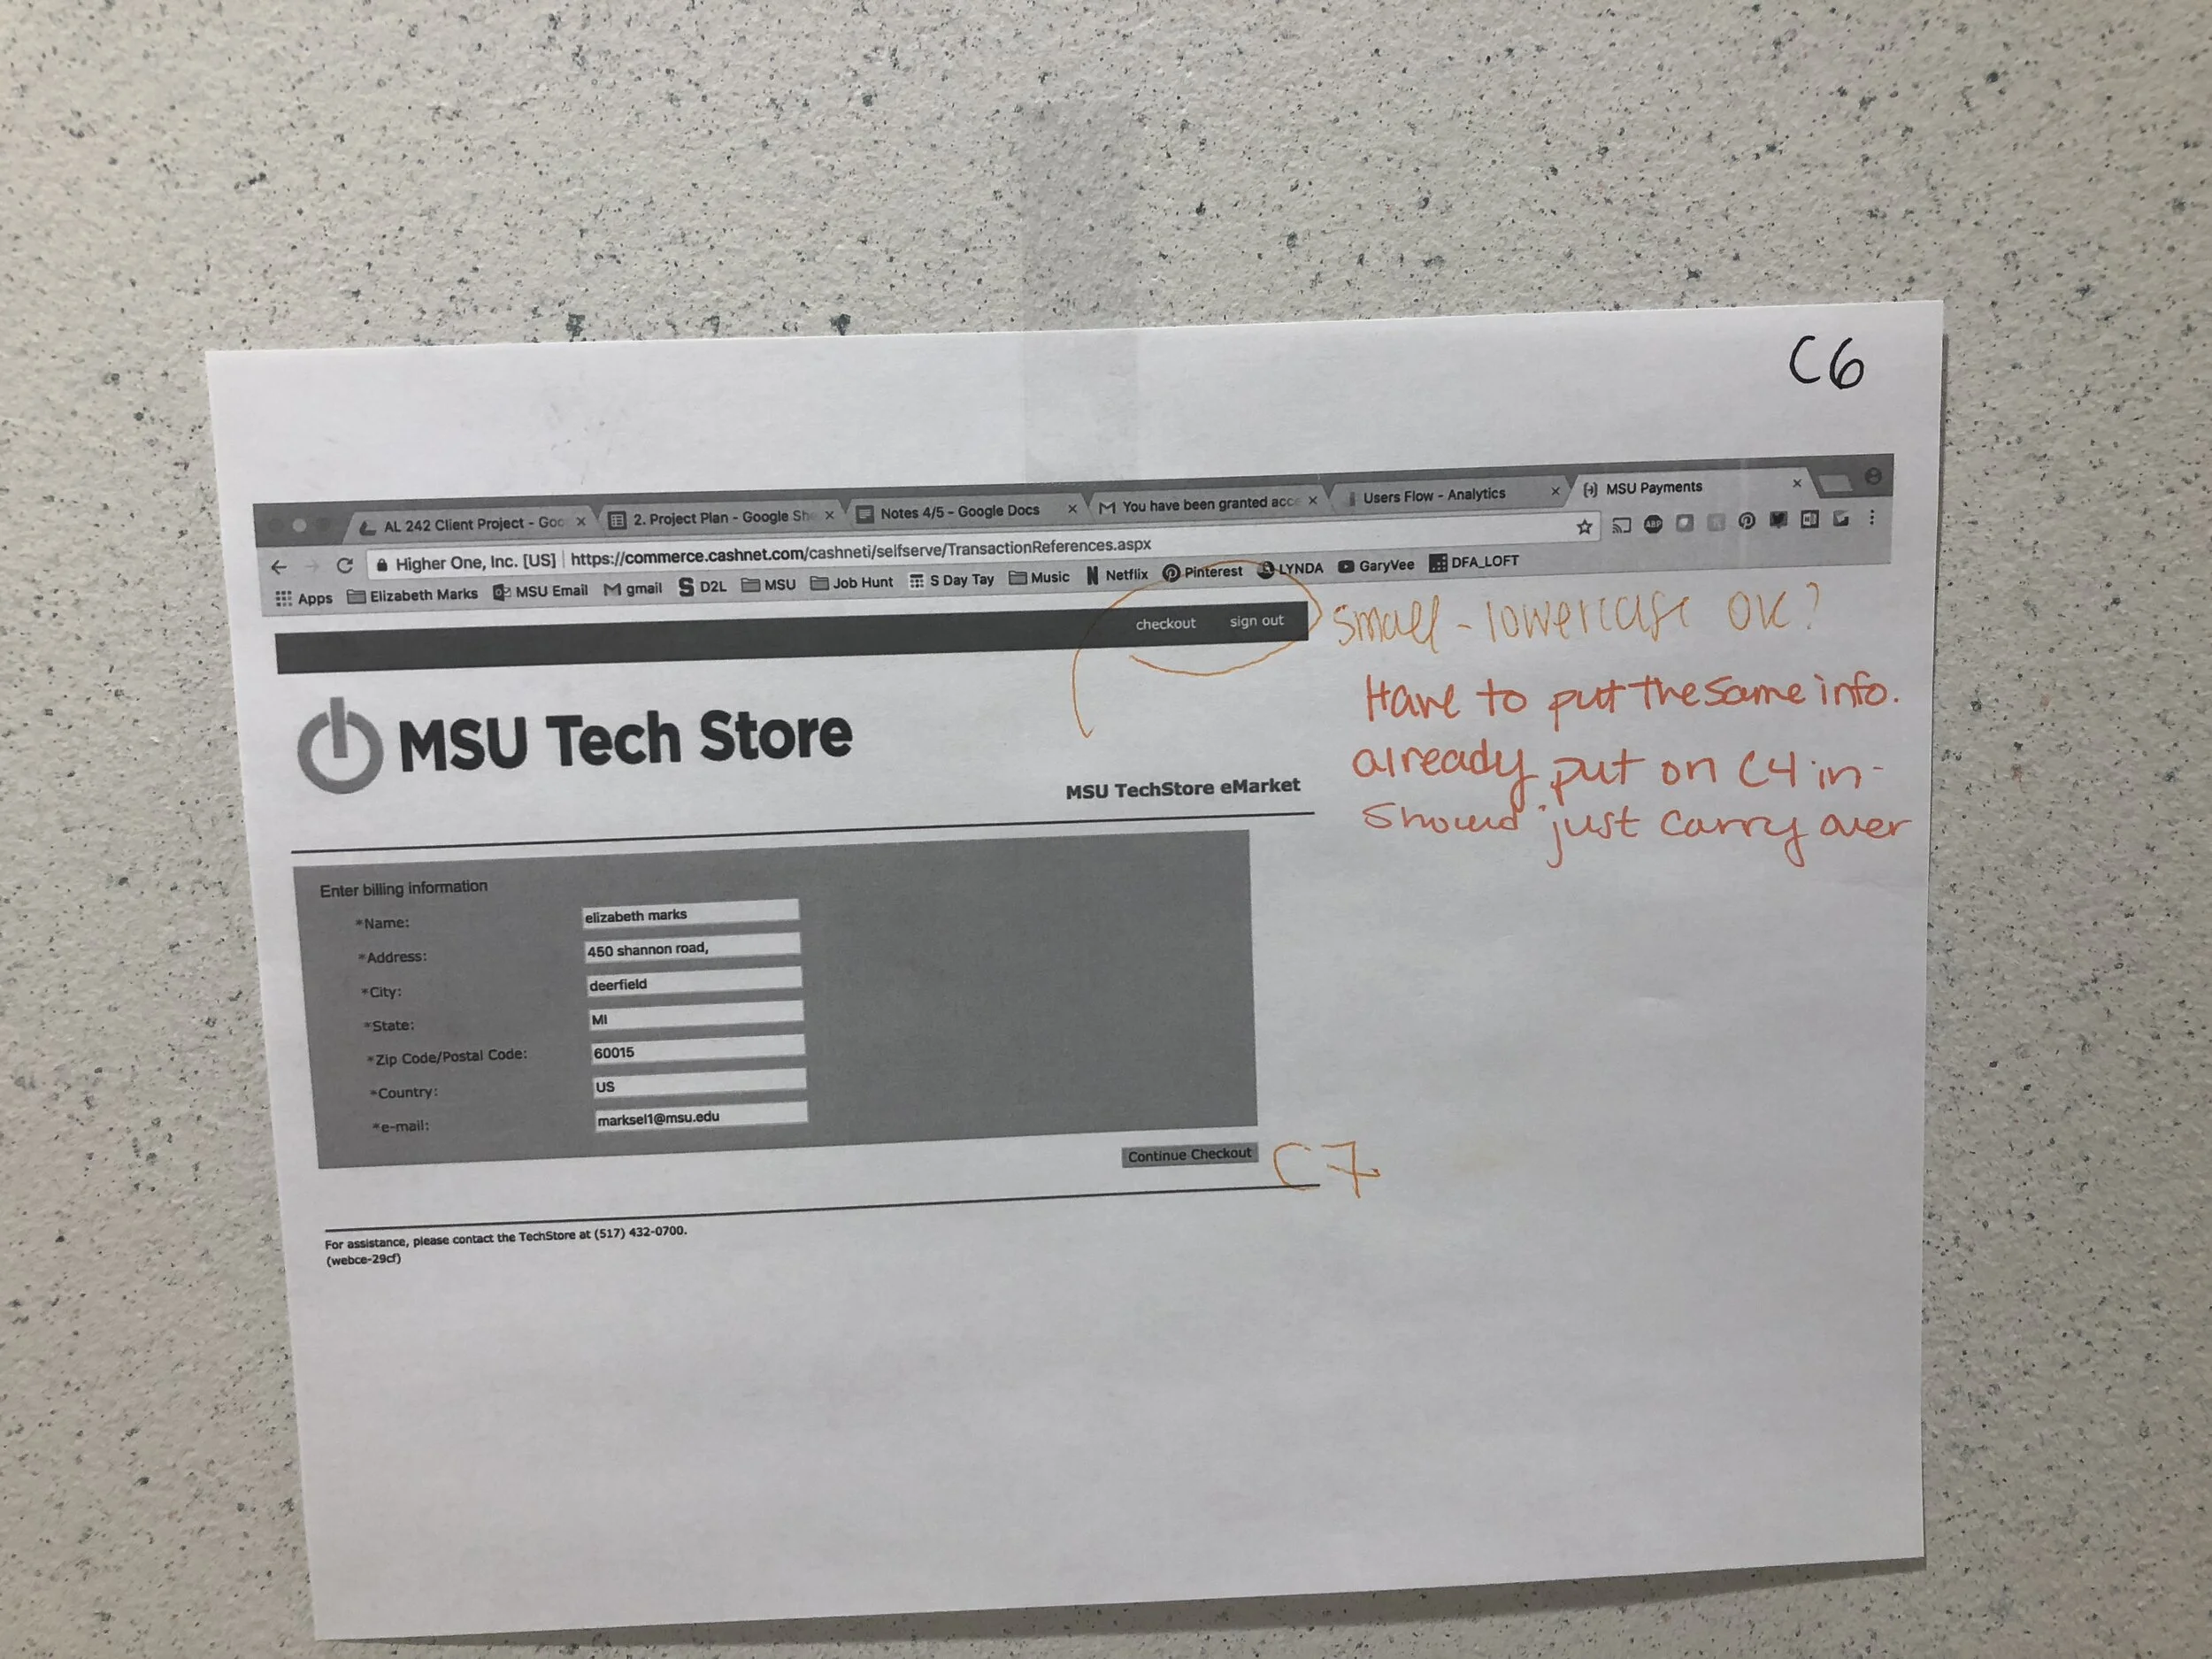 C6
AL 242 Client Project - Goo
2. Project Plan - Google She
Notes 4/5 - Google Docs
You have been granted acce
Users Flow - Analytics
MSU Payments
Higher One, Inc. [US] | https://commerce.cashnet.com/cashneti/selfserve/TransactionReferences.aspx
ABP
Apps Elizabeth Marks MSU Email gmail D2L MSU Job Hunt S Day Tay Music Netflix Pinterest LYNDA GaryVee DFA_LOFT
checkout sign out
small - lowercase OK?
Have to put the same info.
already put on C4 in -
Should just carry over
MSU Tech Store
MSU TechStore eMarket
Enter billing information
*Name: elizabeth marks
*Address: 450 shannon road,
*City: deerfield
*State: MI
*Zip Code/Postal Code: 60015
*Country: US
*e-mail: marksel1@msu.edu
Continue Checkout C7
For assistance, please contact the TechStore at (517) 432-0700.
(webce-29cf)